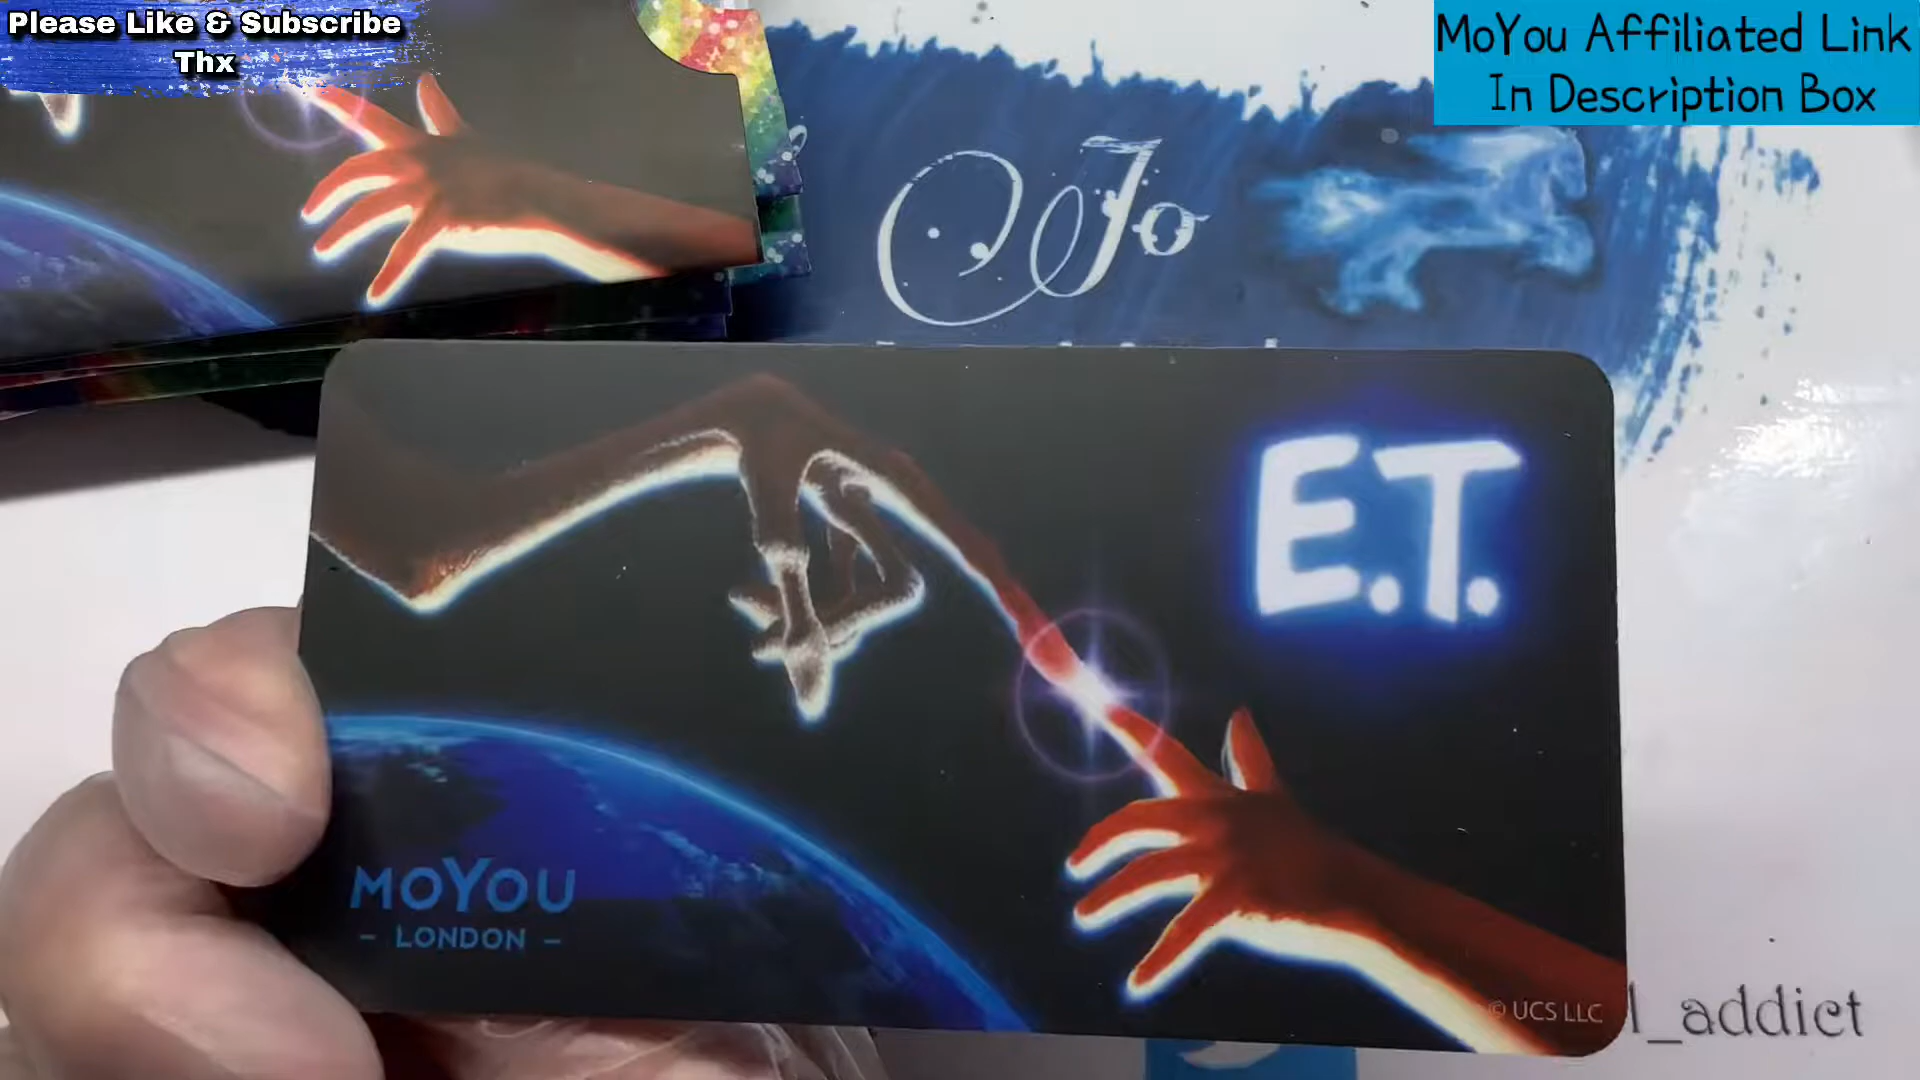 Please Like & Subscribe
Thx
MoYou Affiliated Link
In Description Box
Jo
E.T.
MoYou
- LONDON -
© UCS LLC
l_addict